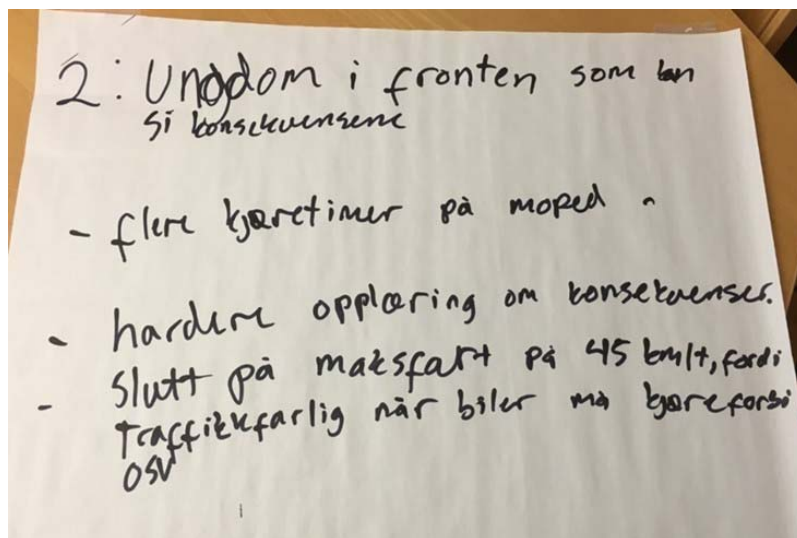 2: Ungdom i fronten som kan
si konsekvensene
- flere kjøretimer på moped
- hardere opplæring om konsekvenser.
- Slutt på maksfart på 45 km/t, fordi
Traffikkfarlig når biler må kjøre forbi
osv